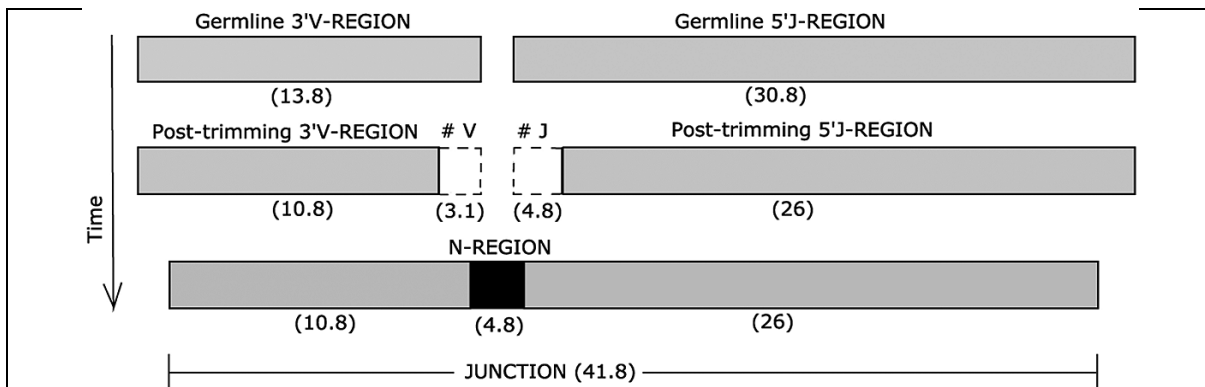 Germline 3'V-REGION Germline 5'J-REGION
(13.8) (30.8)
Post-trimming 3'V-REGION # V # J Post-trimming 5'J-REGION
(10.8) (3.1) (4.8) (26)
Time
N-REGION
(10.8) (4.8) (26)
JUNCTION (41.8)